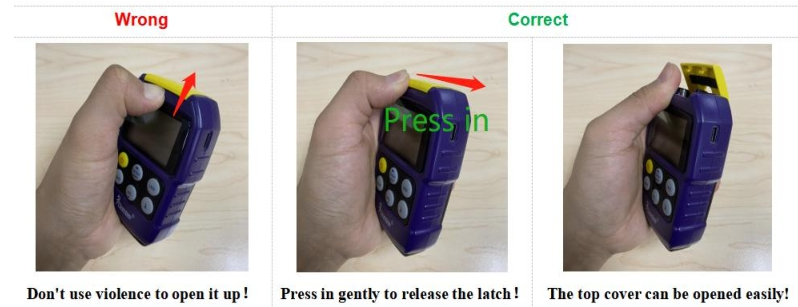 Wrong
Correct
Press in
Don't use violence to open it up!
Press in gently to release the latch!
The top cover can be opened easily!